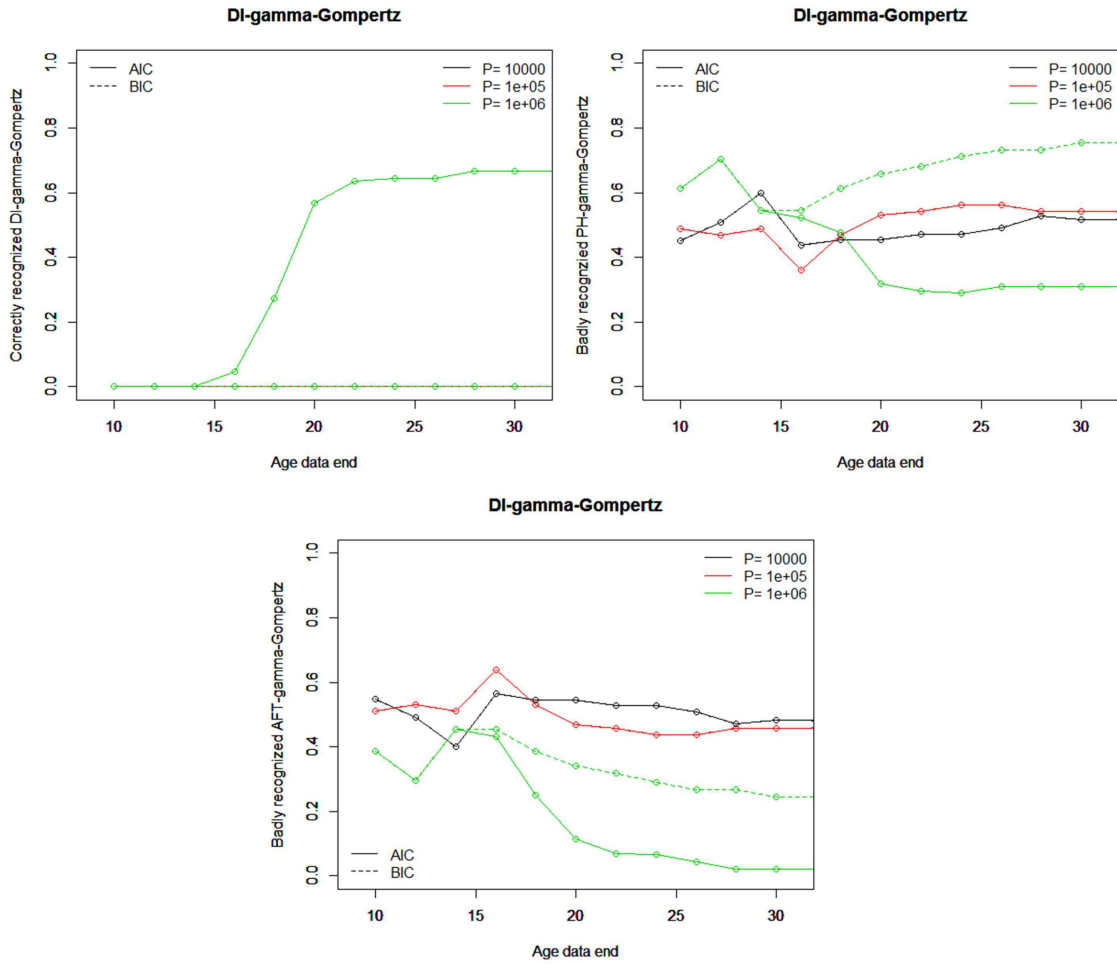 DI-gamma-Gompertz
Correctly recognized DI-gamma-Gompertz
1.0
0.8
0.6
0.4
0.2
0.0
AIC
BIC
P= 10000
P= 1e+05
P= 1e+06
10 15 20 25 30
Age data end
DI-gamma-Gompertz
Badly recognzied PH-gamma-Gompertz
1.0
0.8
0.6
0.4
0.2
0.0
AIC
BIC
P= 10000
P= 1e+05
P= 1e+06
10 15 20 25 30
Age data end
DI-gamma-Gompertz
Badly recognized AFT-gamma-Gompertz
1.0
0.8
0.6
0.4
0.2
0.0
P= 10000
P= 1e+05
P= 1e+06
AIC
BIC
10 15 20 25 30
Age data end